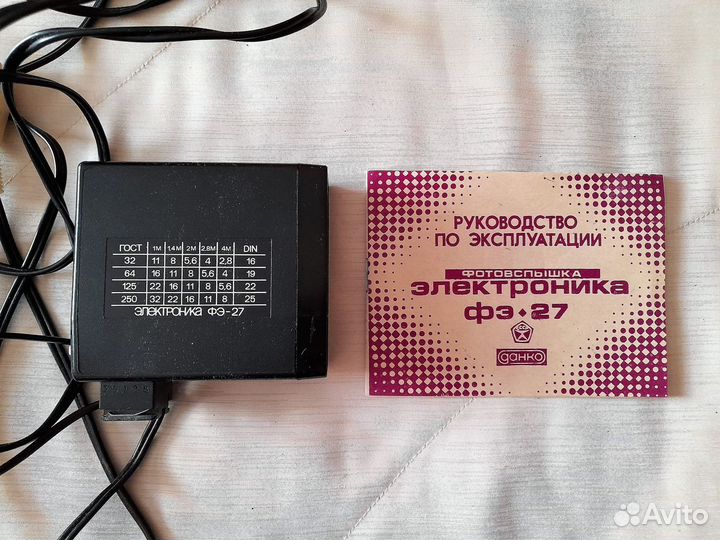 ГОСТ 1М 1,4М 2М 2,8М 4М DIN
32 11 8 5,6 4 2,8 16
64 16 11 8 5,6 4 19
125 22 16 11 8 5,6 22
250 32 22 16 11 8 25
ЭЛЕКТРОНИКА ФЭ-27
РУКОВОДСТВО
ПО ЭКСПЛУАТАЦИИ
ФОТОВСПЫШКА
электроника
фэ·27
данко
Avito